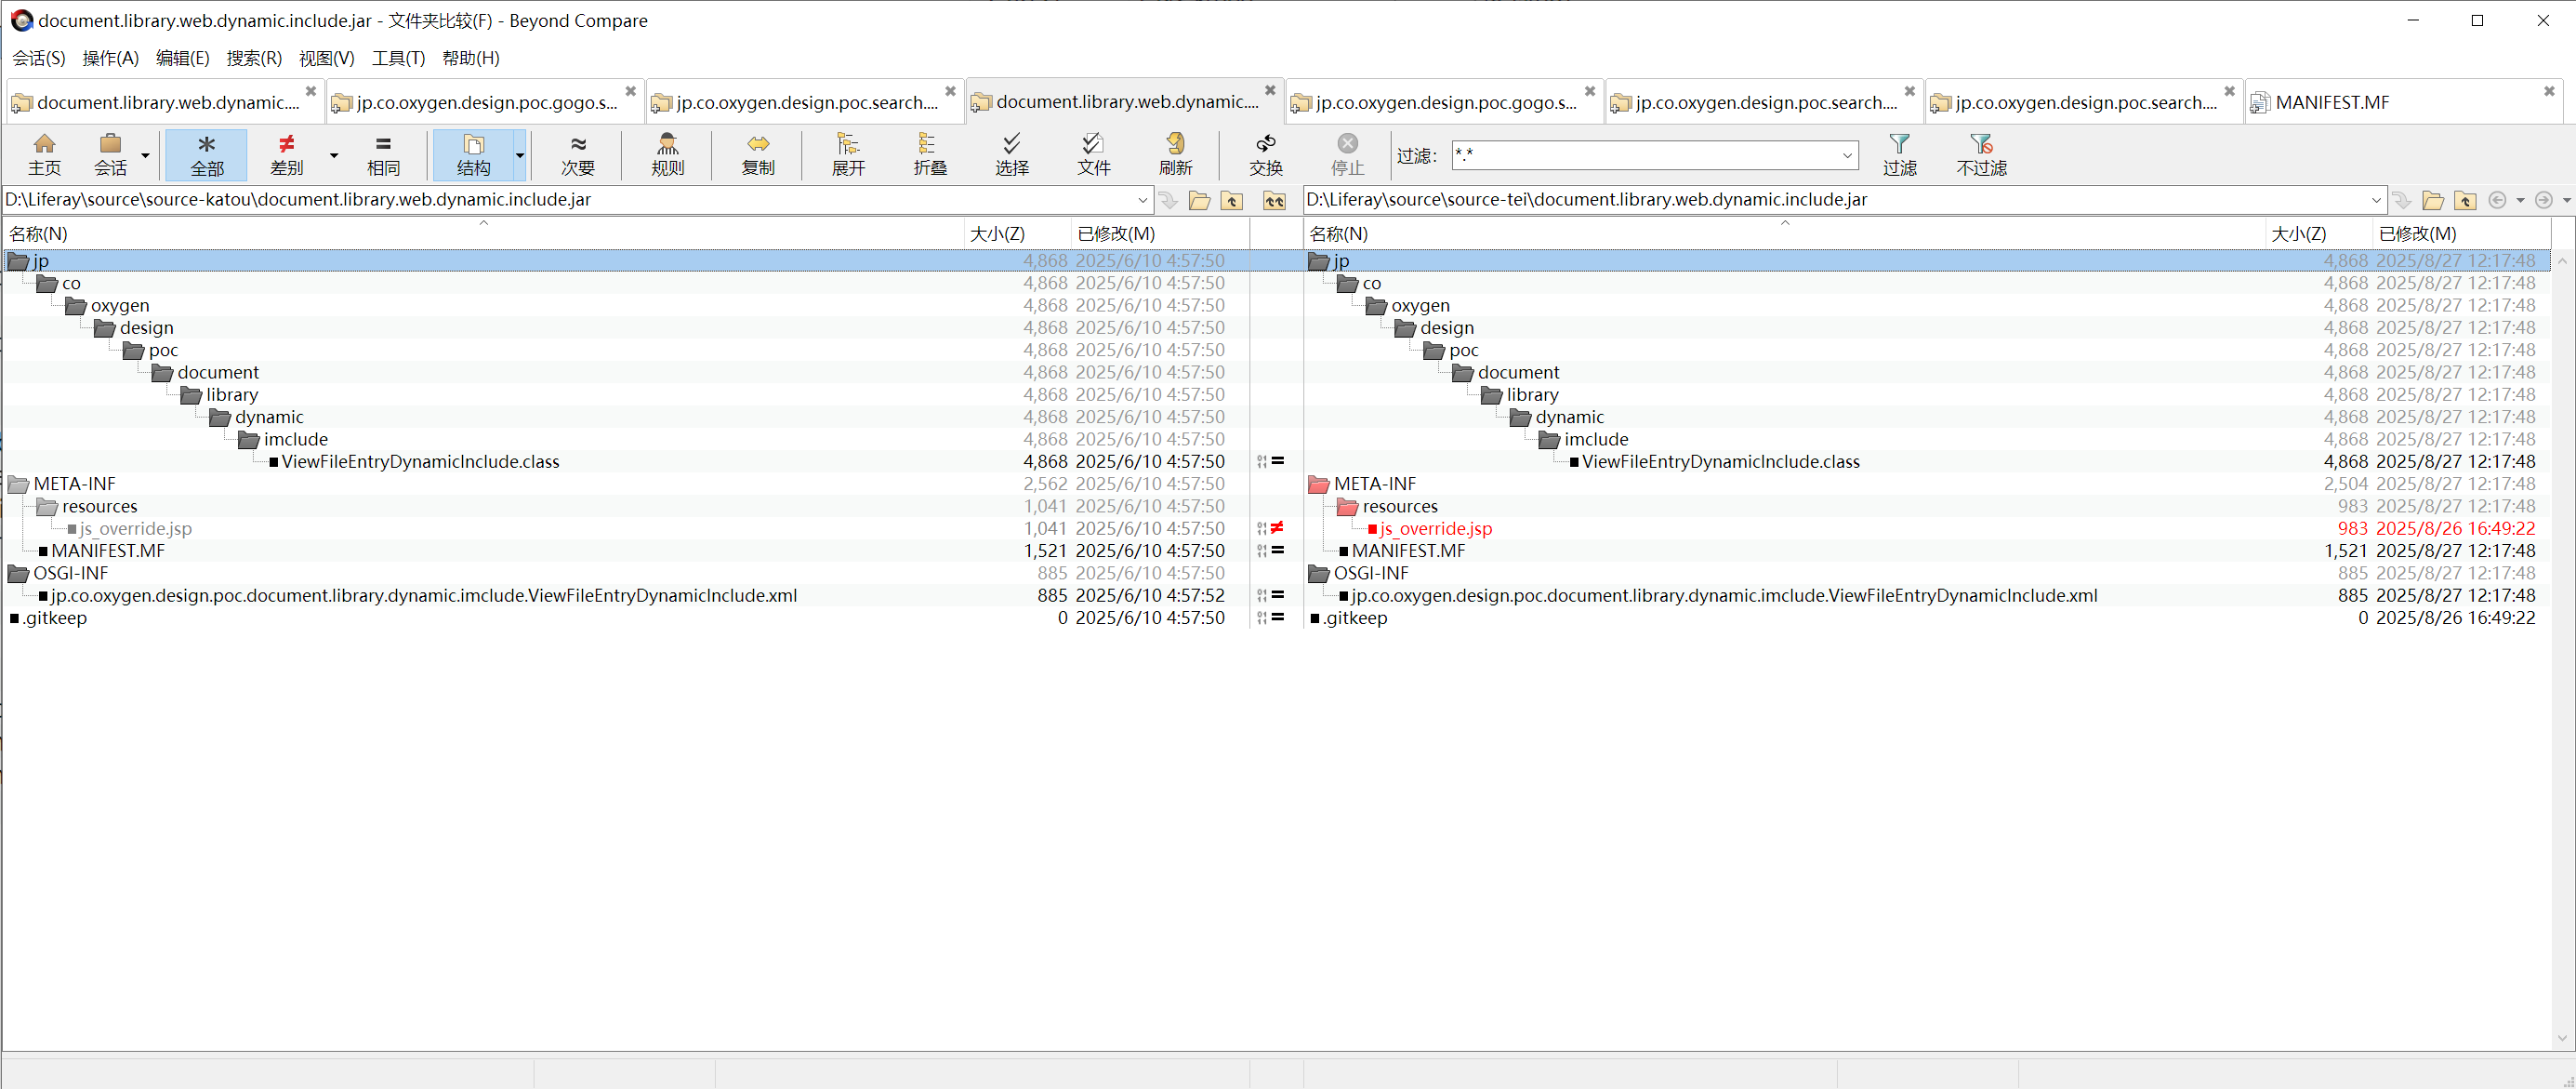 document.library.web.dynamic.include.jar - 文件夹比较(F) - Beyond Compare
会话(S) 操作(A) 编辑(E) 搜索(R) 视图(V) 工具(T) 帮助(H)
document.library.web.dynamic.... jp.co.oxygen.design.poc.gogo.s... jp.co.oxygen.design.poc.search.... document.library.web.dynamic.... jp.co.oxygen.design.poc.gogo.s... jp.co.oxygen.design.poc.search.... jp.co.oxygen.design.poc.search.... MANIFEST.MF
主页 会话 全部 差别 相同 结构 次要 规则 复制 展开 折叠 选择 文件 刷新 交换 停止 过滤: *.* 过滤 不过滤
D:\Liferay\source\source-katou\document.library.web.dynamic.include.jar D:\Liferay\source\source-tei\document.library.web.dynamic.include.jar
名称(N) 大小(Z) 已修改(M) 名称(N) 大小(Z) 已修改(M)
jp 4,868 2025/6/10 4:57:50 jp 4,868 2025/8/27 12:17:48
co 4,868 2025/6/10 4:57:50 co 4,868 2025/8/27 12:17:48
oxygen 4,868 2025/6/10 4:57:50 oxygen 4,868 2025/8/27 12:17:48
design 4,868 2025/6/10 4:57:50 design 4,868 2025/8/27 12:17:48
poc 4,868 2025/6/10 4:57:50 poc 4,868 2025/8/27 12:17:48
document 4,868 2025/6/10 4:57:50 document 4,868 2025/8/27 12:17:48
library 4,868 2025/6/10 4:57:50 library 4,868 2025/8/27 12:17:48
dynamic 4,868 2025/6/10 4:57:50 dynamic 4,868 2025/8/27 12:17:48
imclude 4,868 2025/6/10 4:57:50 imclude 4,868 2025/8/27 12:17:48
ViewFileEntryDynamicInclude.class 4,868 2025/6/10 4:57:50 = ViewFileEntryDynamicInclude.class 4,868 2025/8/27 12:17:48
META-INF 2,562 2025/6/10 4:57:50 META-INF 2,504 2025/8/27 12:17:48
resources 1,041 2025/6/10 4:57:50 resources 983 2025/8/27 12:17:48
js_override.jsp 1,041 2025/6/10 4:57:50 ≠ js_override.jsp 983 2025/8/26 16:49:22
MANIFEST.MF 1,521 2025/6/10 4:57:50 = MANIFEST.MF 1,521 2025/8/27 12:17:48
OSGI-INF 885 2025/6/10 4:57:50 OSGI-INF 885 2025/8/27 12:17:48
jp.co.oxygen.design.poc.document.library.dynamic.imclude.ViewFileEntryDynamicInclude.xml 885 2025/6/10 4:57:52 = jp.co.oxygen.design.poc.document.library.dynamic.imclude.ViewFileEntryDynamicInclude.xml 885 2025/8/27 12:17:48
.gitkeep 0 2025/6/10 4:57:50 = .gitkeep 0 2025/8/26 16:49:22